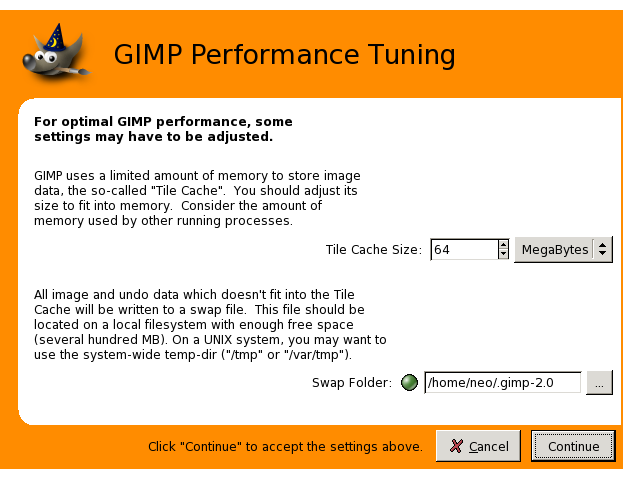 GIMP Performance Tuning
For optimal GIMP performance, some
settings may have to be adjusted.
GIMP uses a limited amount of memory to store image
data, the so-called "Tile Cache".  You should adjust its
size to fit into memory.  Consider the amount of
memory used by other running processes.
Tile Cache Size: 64 MegaBytes
All image and undo data which doesn't fit into the Tile
Cache will be written to a swap file.  This file should be
located on a local filesystem with enough free space
(several hundred MB). On a UNIX system, you may want to
use the system-wide temp-dir ("/tmp" or "/var/tmp").
Swap Folder: /home/neo/.gimp-2.0 ...
Click "Continue" to accept the settings above. Cancel Continue